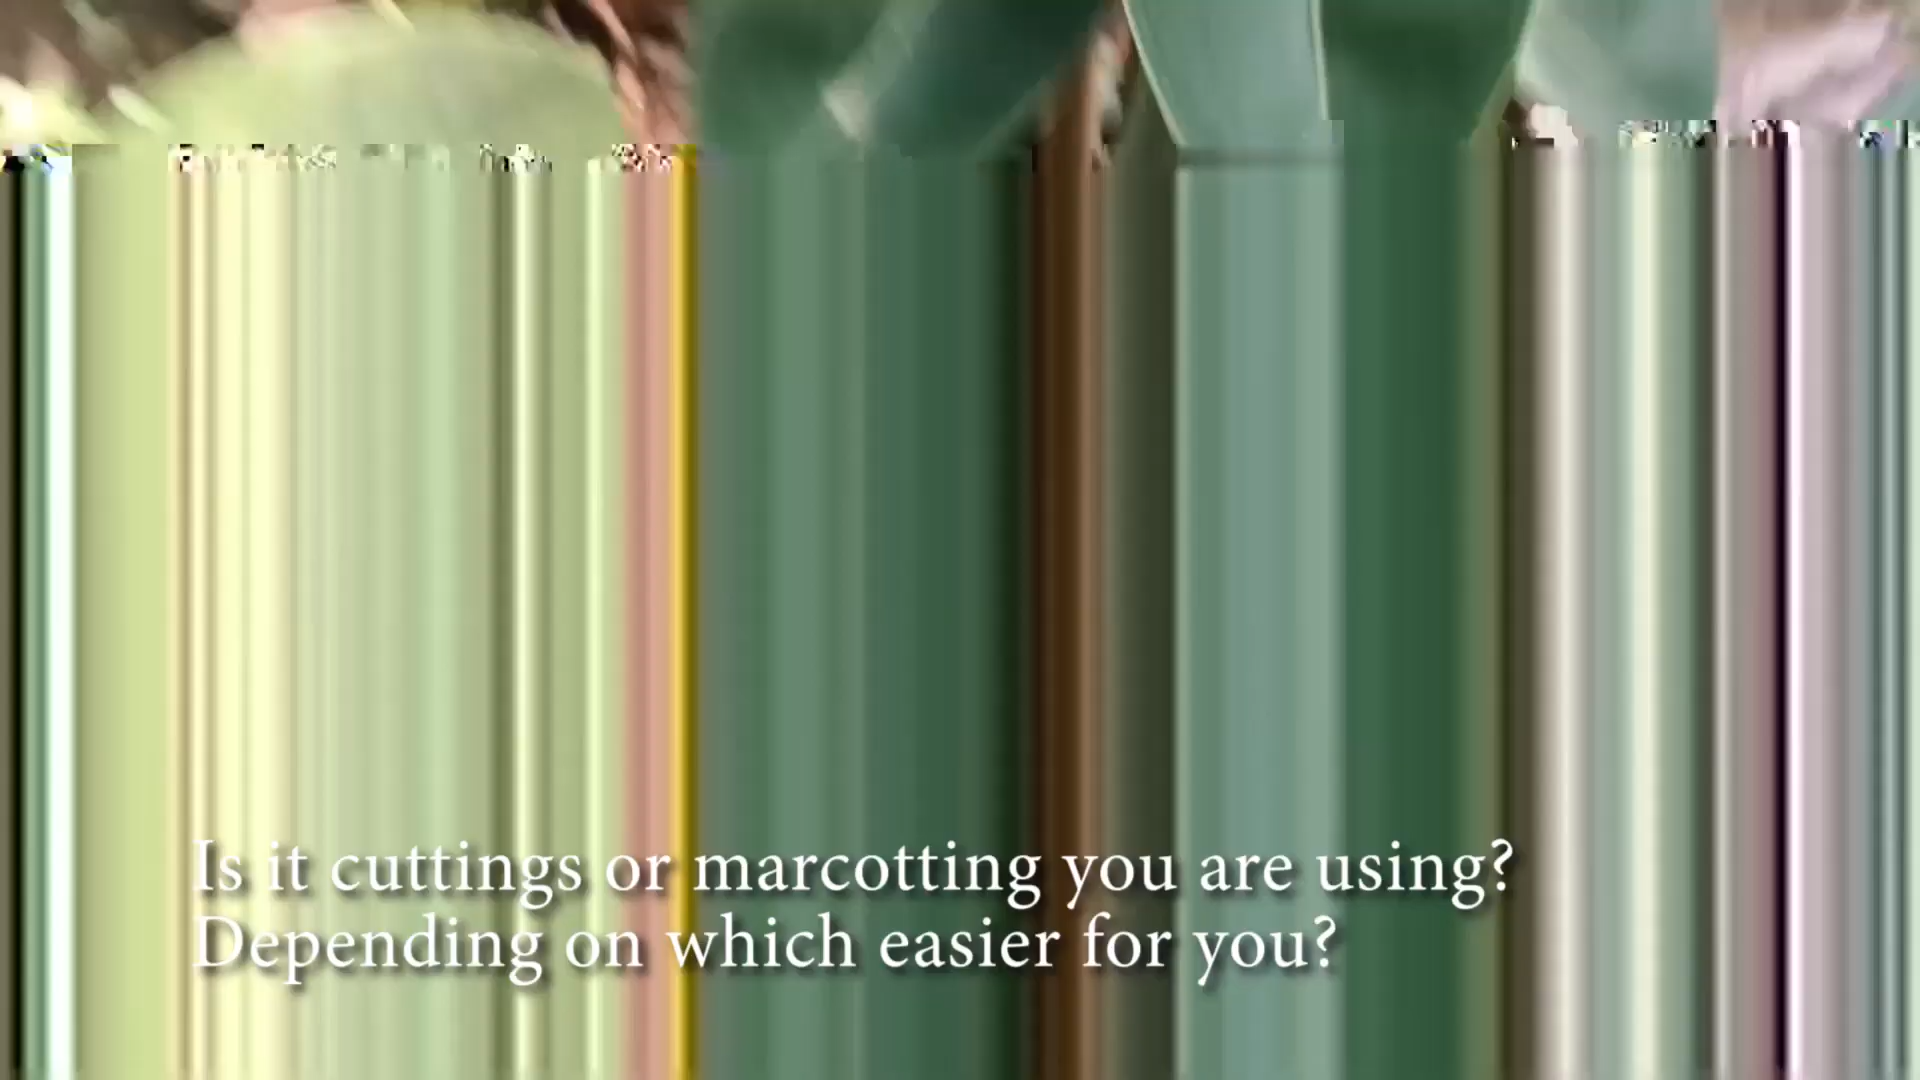 Is it cuttings or marcotting you are using?
Depending on which easier for you?